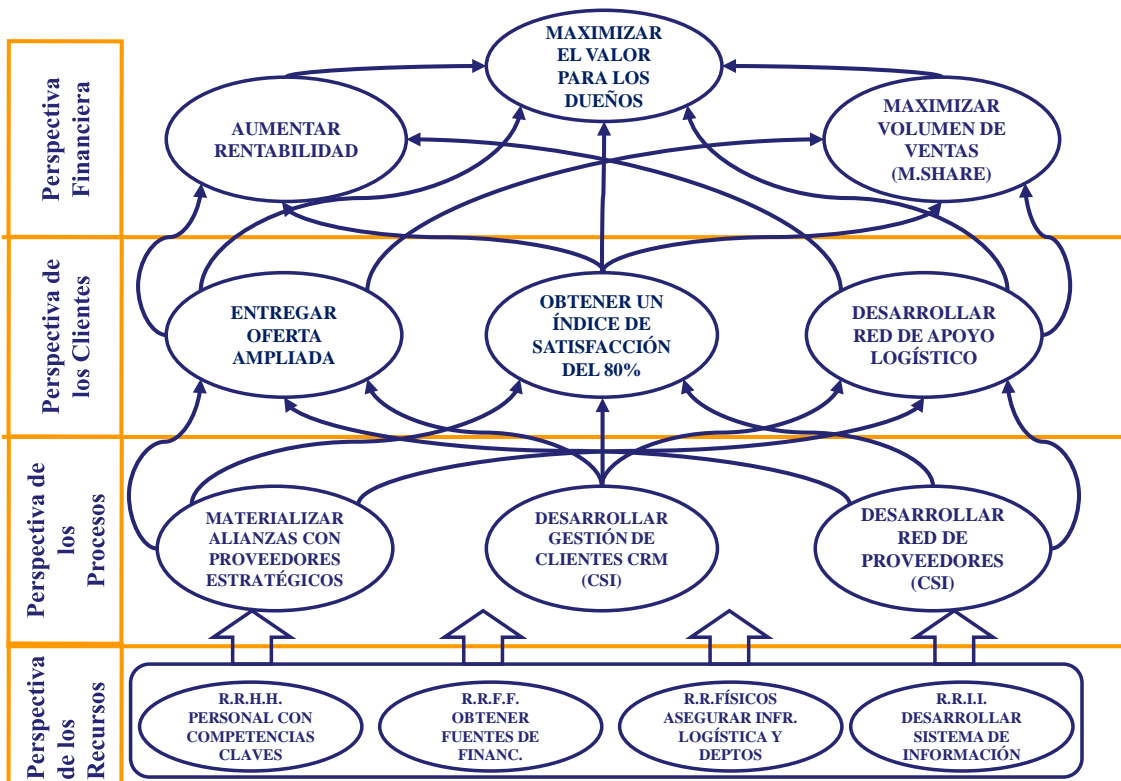 Perspectiva
Financiera
MAXIMIZAR
EL VALOR
PARA LOS
DUEÑOS
AUMENTAR
RENTABILIDAD
MAXIMIZAR
VOLUMEN DE
VENTAS
(M.SHARE)
Perspectiva de
los Clientes
ENTREGAR
OFERTA
AMPLIADA
OBTENER UN
ÍNDICE DE
SATISFACCIÓN
DEL 80%
DESARROLLAR
RED DE APOYO
LOGÍSTICO
Perspectiva de
los
Procesos
MATERIALIZAR
ALIANZAS CON
PROVEEDORES
ESTRATÉGICOS
DESARROLLAR
GESTIÓN DE
CLIENTES CRM
(CSI)
DESARROLLAR
RED DE
PROVEEDORES
(CSI)
Perspectiva
de los
Recursos
R.R.H.H.
PERSONAL CON
COMPETENCIAS
CLAVES
R.R.F.F.
OBTENER
FUENTES DE
FINANC.
R.R.FÍSICOS
ASEGURAR INFR.
LOGÍSTICA Y
DEPTOS
R.R.I.I.
DESARROLLAR
SISTEMA DE
INFORMACIÓN